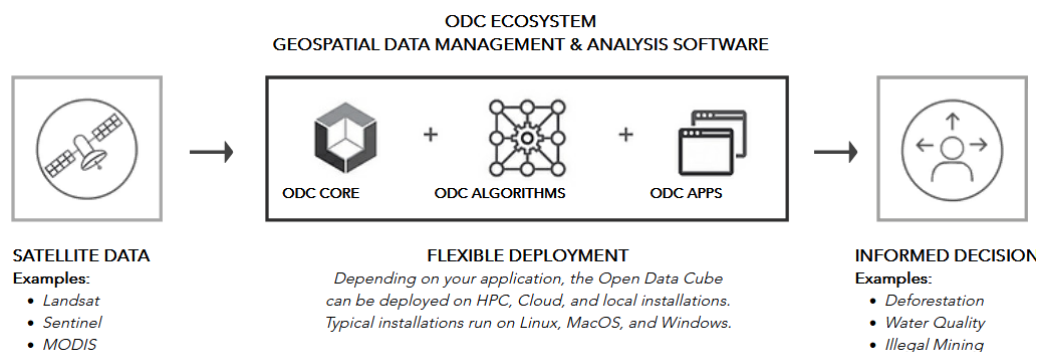 ODC ECOSYSTEM
GEOSPATIAL DATA MANAGEMENT & ANALYSIS SOFTWARE
+
+
ODC CORE
ODC ALGORITHMS
ODC APPS
SATELLITE DATA
Examples:
• Landsat
• Sentinel
• MODIS
FLEXIBLE DEPLOYMENT
Depending on your application, the Open Data Cube
can be deployed on HPC, Cloud, and local installations.
Typical installations run on Linux, MacOS, and Windows.
INFORMED DECISION
Examples:
• Deforestation
• Water Quality
• Illegal Mining